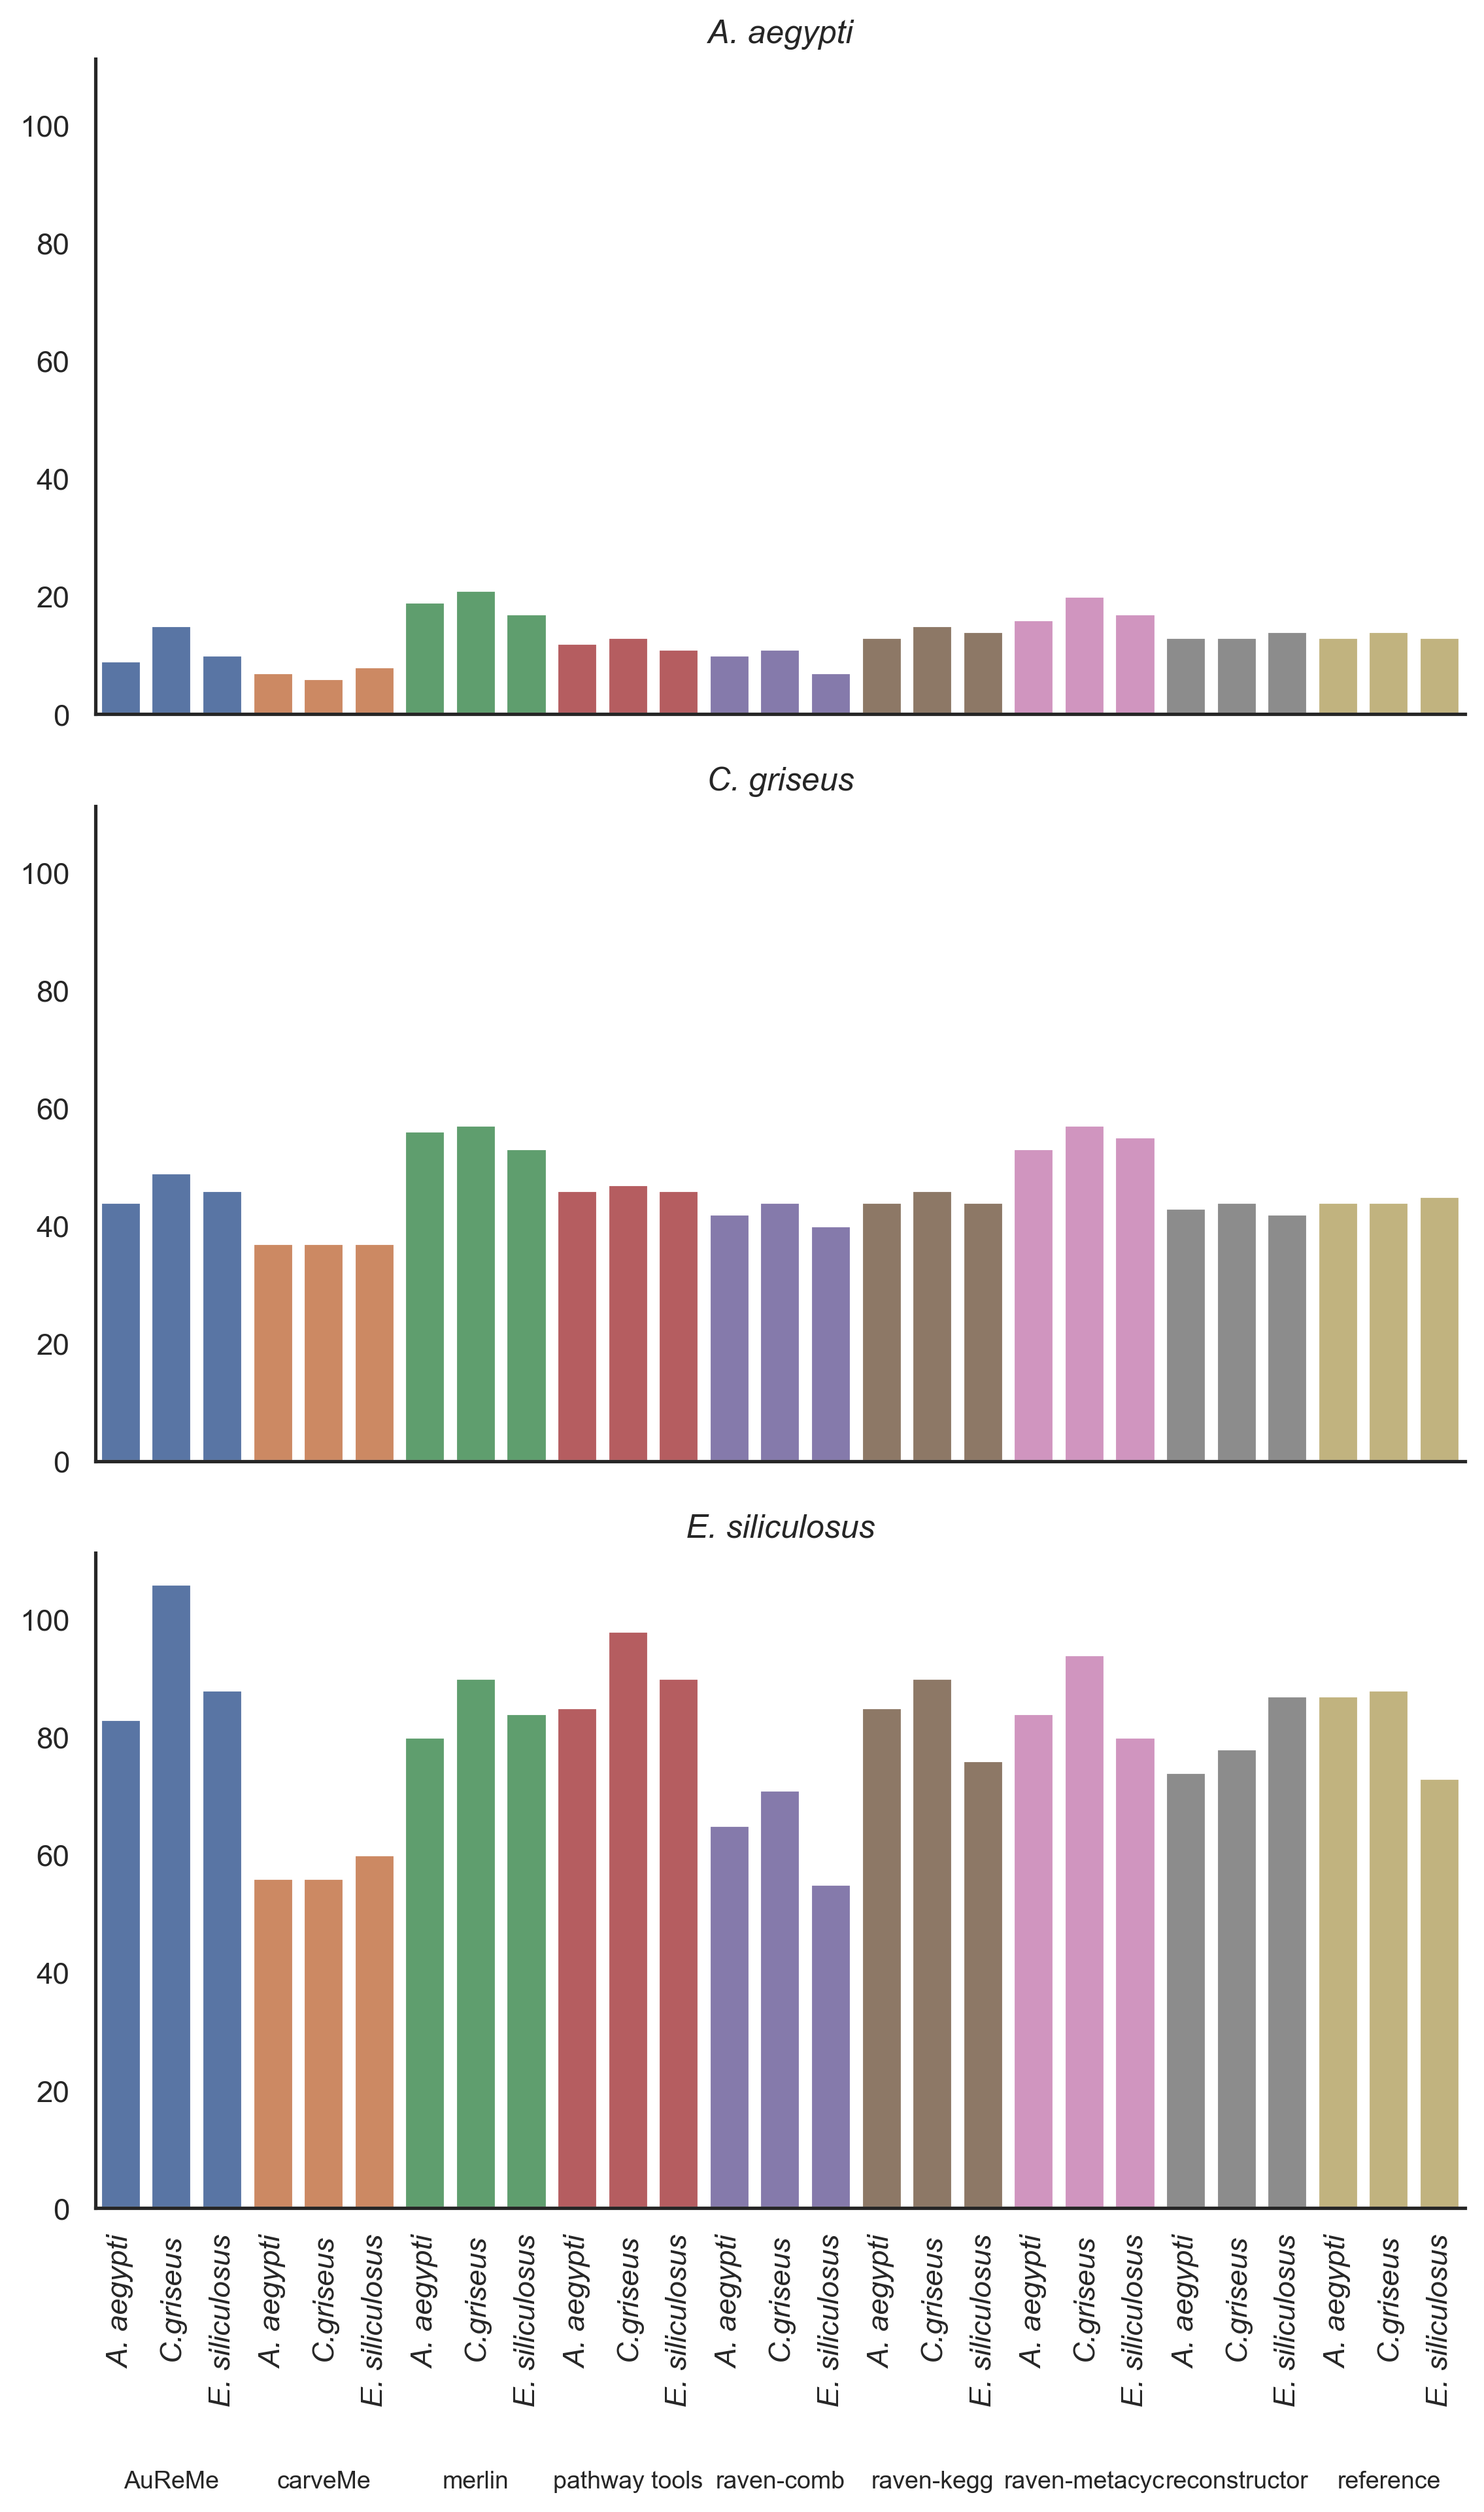 A. aegypti
100
80
60
40
20
0
C. griseus
100
80
60
40
20
0
E. siliculosus
100
80
60
40
20
0
A. aegypti
C.griseus
E. siliculosus
A. aegypti
C.griseus
E. siliculosus
A. aegypti
C.griseus
E. siliculosus
A. aegypti
C.griseus
E. siliculosus
A. aegypti
C.griseus
E. siliculosus
A. aegypti
C.griseus
E. siliculosus
A. aegypti
C.griseus
E. siliculosus
A. aegypti
C.griseus
E. siliculosus
A. aegypti
C.griseus
E. siliculosus
AuReMe carveMe merlin pathway tools raven-comb raven-kegg raven-metacyc reconstructor reference